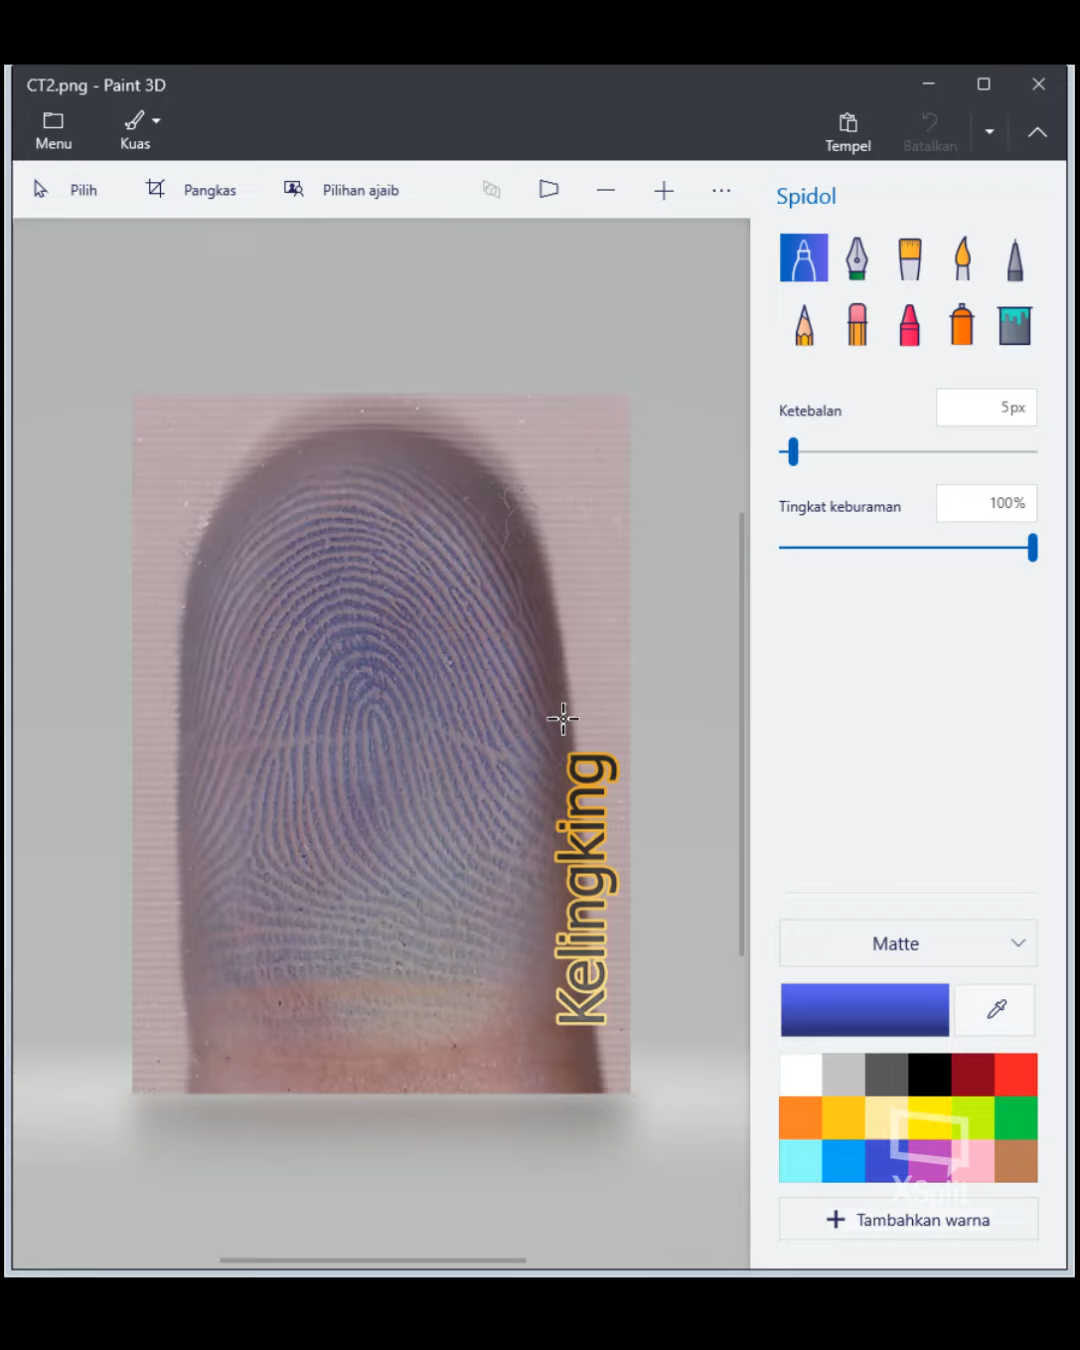 CT2.png - Paint 3D
Menu
Kuas
Tempel
Batalkan
Pilih
Pangkas
Pilihan ajaib
Spidol
Ketebalan
5px
Tingkat keburaman
100%
Kelingking
Matte
XSplit
Tambahkan warna